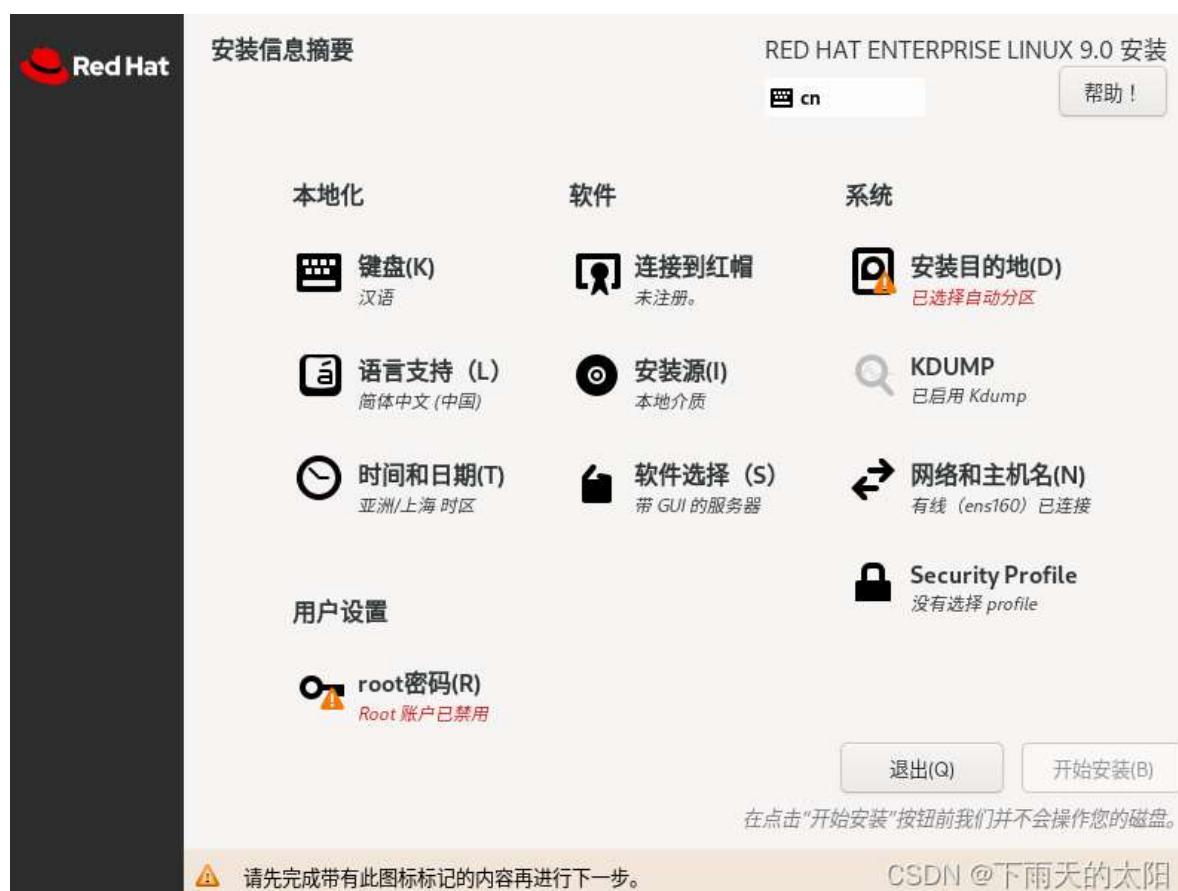 Red Hat
安装信息摘要
RED HAT ENTERPRISE LINUX 9.0 安装
cn
帮助！
本地化
键盘(K)
汉语
语言支持（L）
简体中文 (中国)
时间和日期(T)
亚洲/上海 时区
软件
连接到红帽
未注册。
安装源(I)
本地介质
软件选择（S）
带 GUI 的服务器
系统
安装目的地(D)
已选择自动分区
KDUMP
已启用 Kdump
网络和主机名(N)
有线（ens160）已连接
Security Profile
没有选择 profile
用户设置
root密码(R)
Root 账户已禁用
退出(Q)
开始安装(B)
在点击“开始安装”按钮前我们并不会操作您的磁盘。
请先完成带有此图标标记的内容再进行下一步。
CSDN @下雨天的太阳